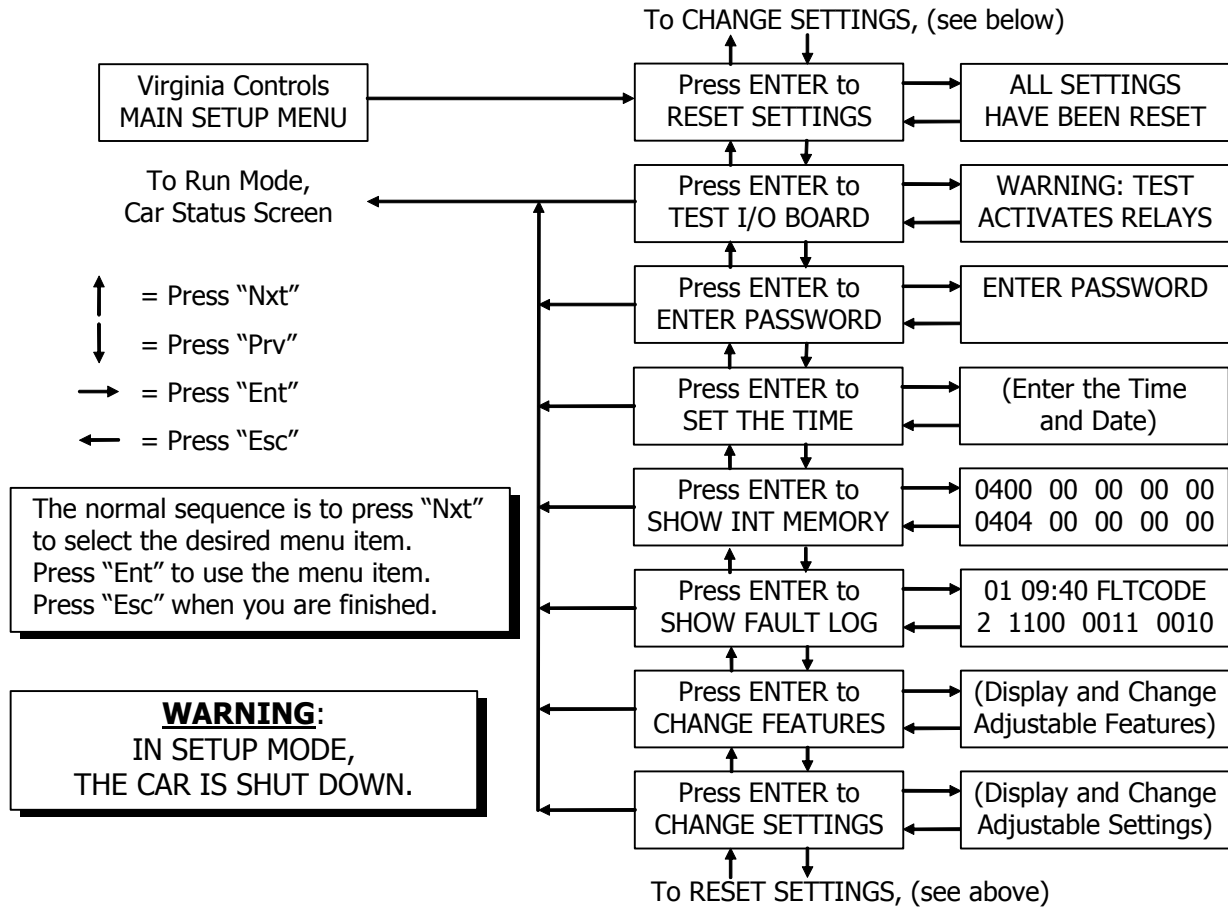 To CHANGE SETTINGS, (see below)
Virginia Controls
MAIN SETUP MENU
Press ENTER to
RESET SETTINGS
ALL SETTINGS
HAVE BEEN RESET
To Run Mode,
Car Status Screen
Press ENTER to
TEST I/O BOARD
WARNING: TEST
ACTIVATES RELAYS
= Press “Nxt”
= Press “Prv”
= Press “Ent”
= Press “Esc”
Press ENTER to
ENTER PASSWORD
ENTER PASSWORD
Press ENTER to
SET THE TIME
(Enter the Time
and Date)
The normal sequence is to press “Nxt”
to select the desired menu item.
Press “Ent” to use the menu item.
Press “Esc” when you are finished.
Press ENTER to
SHOW INT MEMORY
0400 00 00 00 00
0404 00 00 00 00
Press ENTER to
SHOW FAULT LOG
01 09:40 FLTCODE
2 1100 0011 0010
WARNING:
IN SETUP MODE,
THE CAR IS SHUT DOWN.
Press ENTER to
CHANGE FEATURES
(Display and Change
Adjustable Features)
Press ENTER to
CHANGE SETTINGS
(Display and Change
Adjustable Settings)
To RESET SETTINGS, (see above)